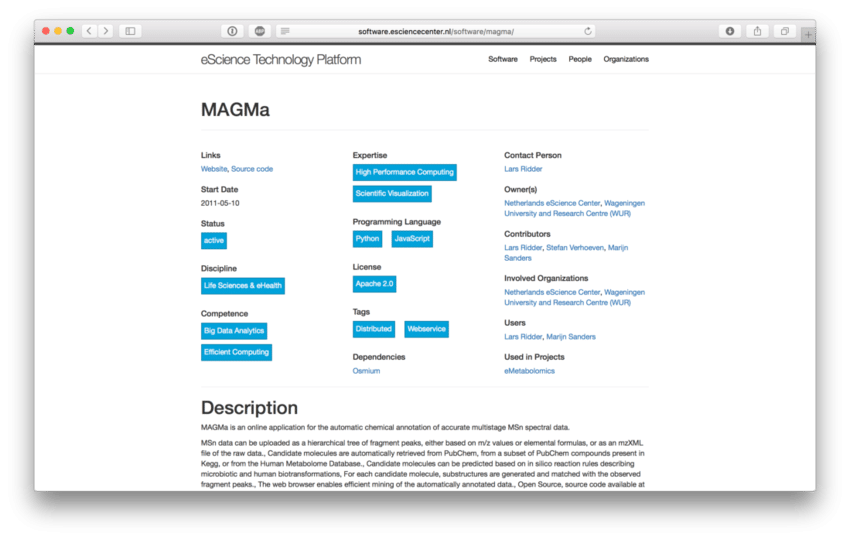 software.esciencecenter.nl/software/magma/
eScience Technology Platform
Software Projects People Organizations
MAGMa
Links
Website, Source code
Start Date
2011-05-10
Status
active
Discipline
Life Sciences & eHealth
Competence
Big Data Analytics
Efficient Computing
Expertise
High Performance Computing
Scientific Visualization
Programming Language
Python JavaScript
License
Apache 2.0
Tags
Distributed Webservice
Dependencies
Osmium
Contact Person
Lars Ridder
Owner(s)
Netherlands eScience Center, Wageningen
University and Research Centre (WUR)
Contributors
Lars Ridder, Stefan Verhoeven, Marijn
Sanders
Involved Organizations
Netherlands eScience Center, Wageningen
University and Research Centre (WUR)
Users
Lars Ridder, Marijn Sanders
Used in Projects
eMetabolomics
Description
MAGMa is an online application for the automatic chemical annotation of accurate multistage MSn spectral data.
MSn data can be uploaded as a hierarchical tree of fragment peaks, either based on m/z values or elemental formulas, or as an mzXML
file of the raw data., Candidate molecules are automatically retrieved from PubChem, from a subset of PubChem compounds present in
Kegg, or from the Human Metabolome Database., Candidate molecules can be predicted based on in silico reaction rules describing
microbiotic and human biotransformations, For each candidate molecule, substructures are generated and matched with the observed
fragment peaks., The web browser enables efficient mining of the automatically annotated data., Open Source, source code available at